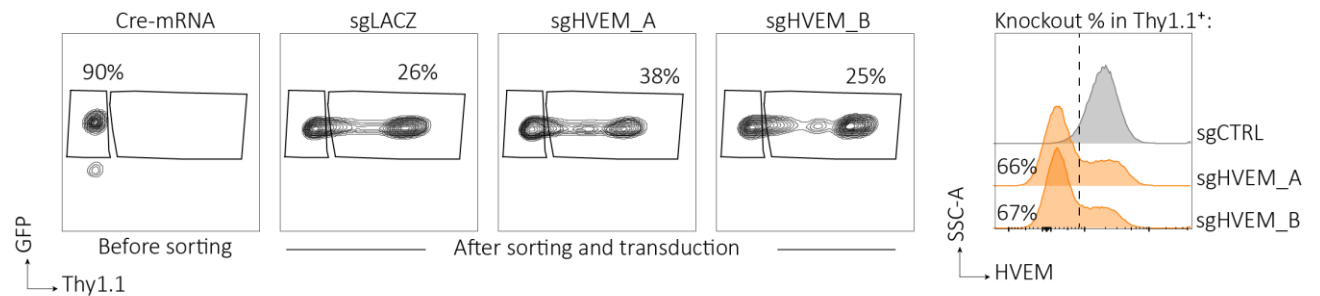 Cre-mRNA
sgLACZ
sgHVEM_A
sgHVEM_B
Knockout % in Thy1.1⁺:
90%
26%
38%
25%
sgCTRL
66%
sgHVEM_A
67%
sgHVEM_B
Before sorting
After sorting and transduction
GFP
Thy1.1
SSC-A
HVEM